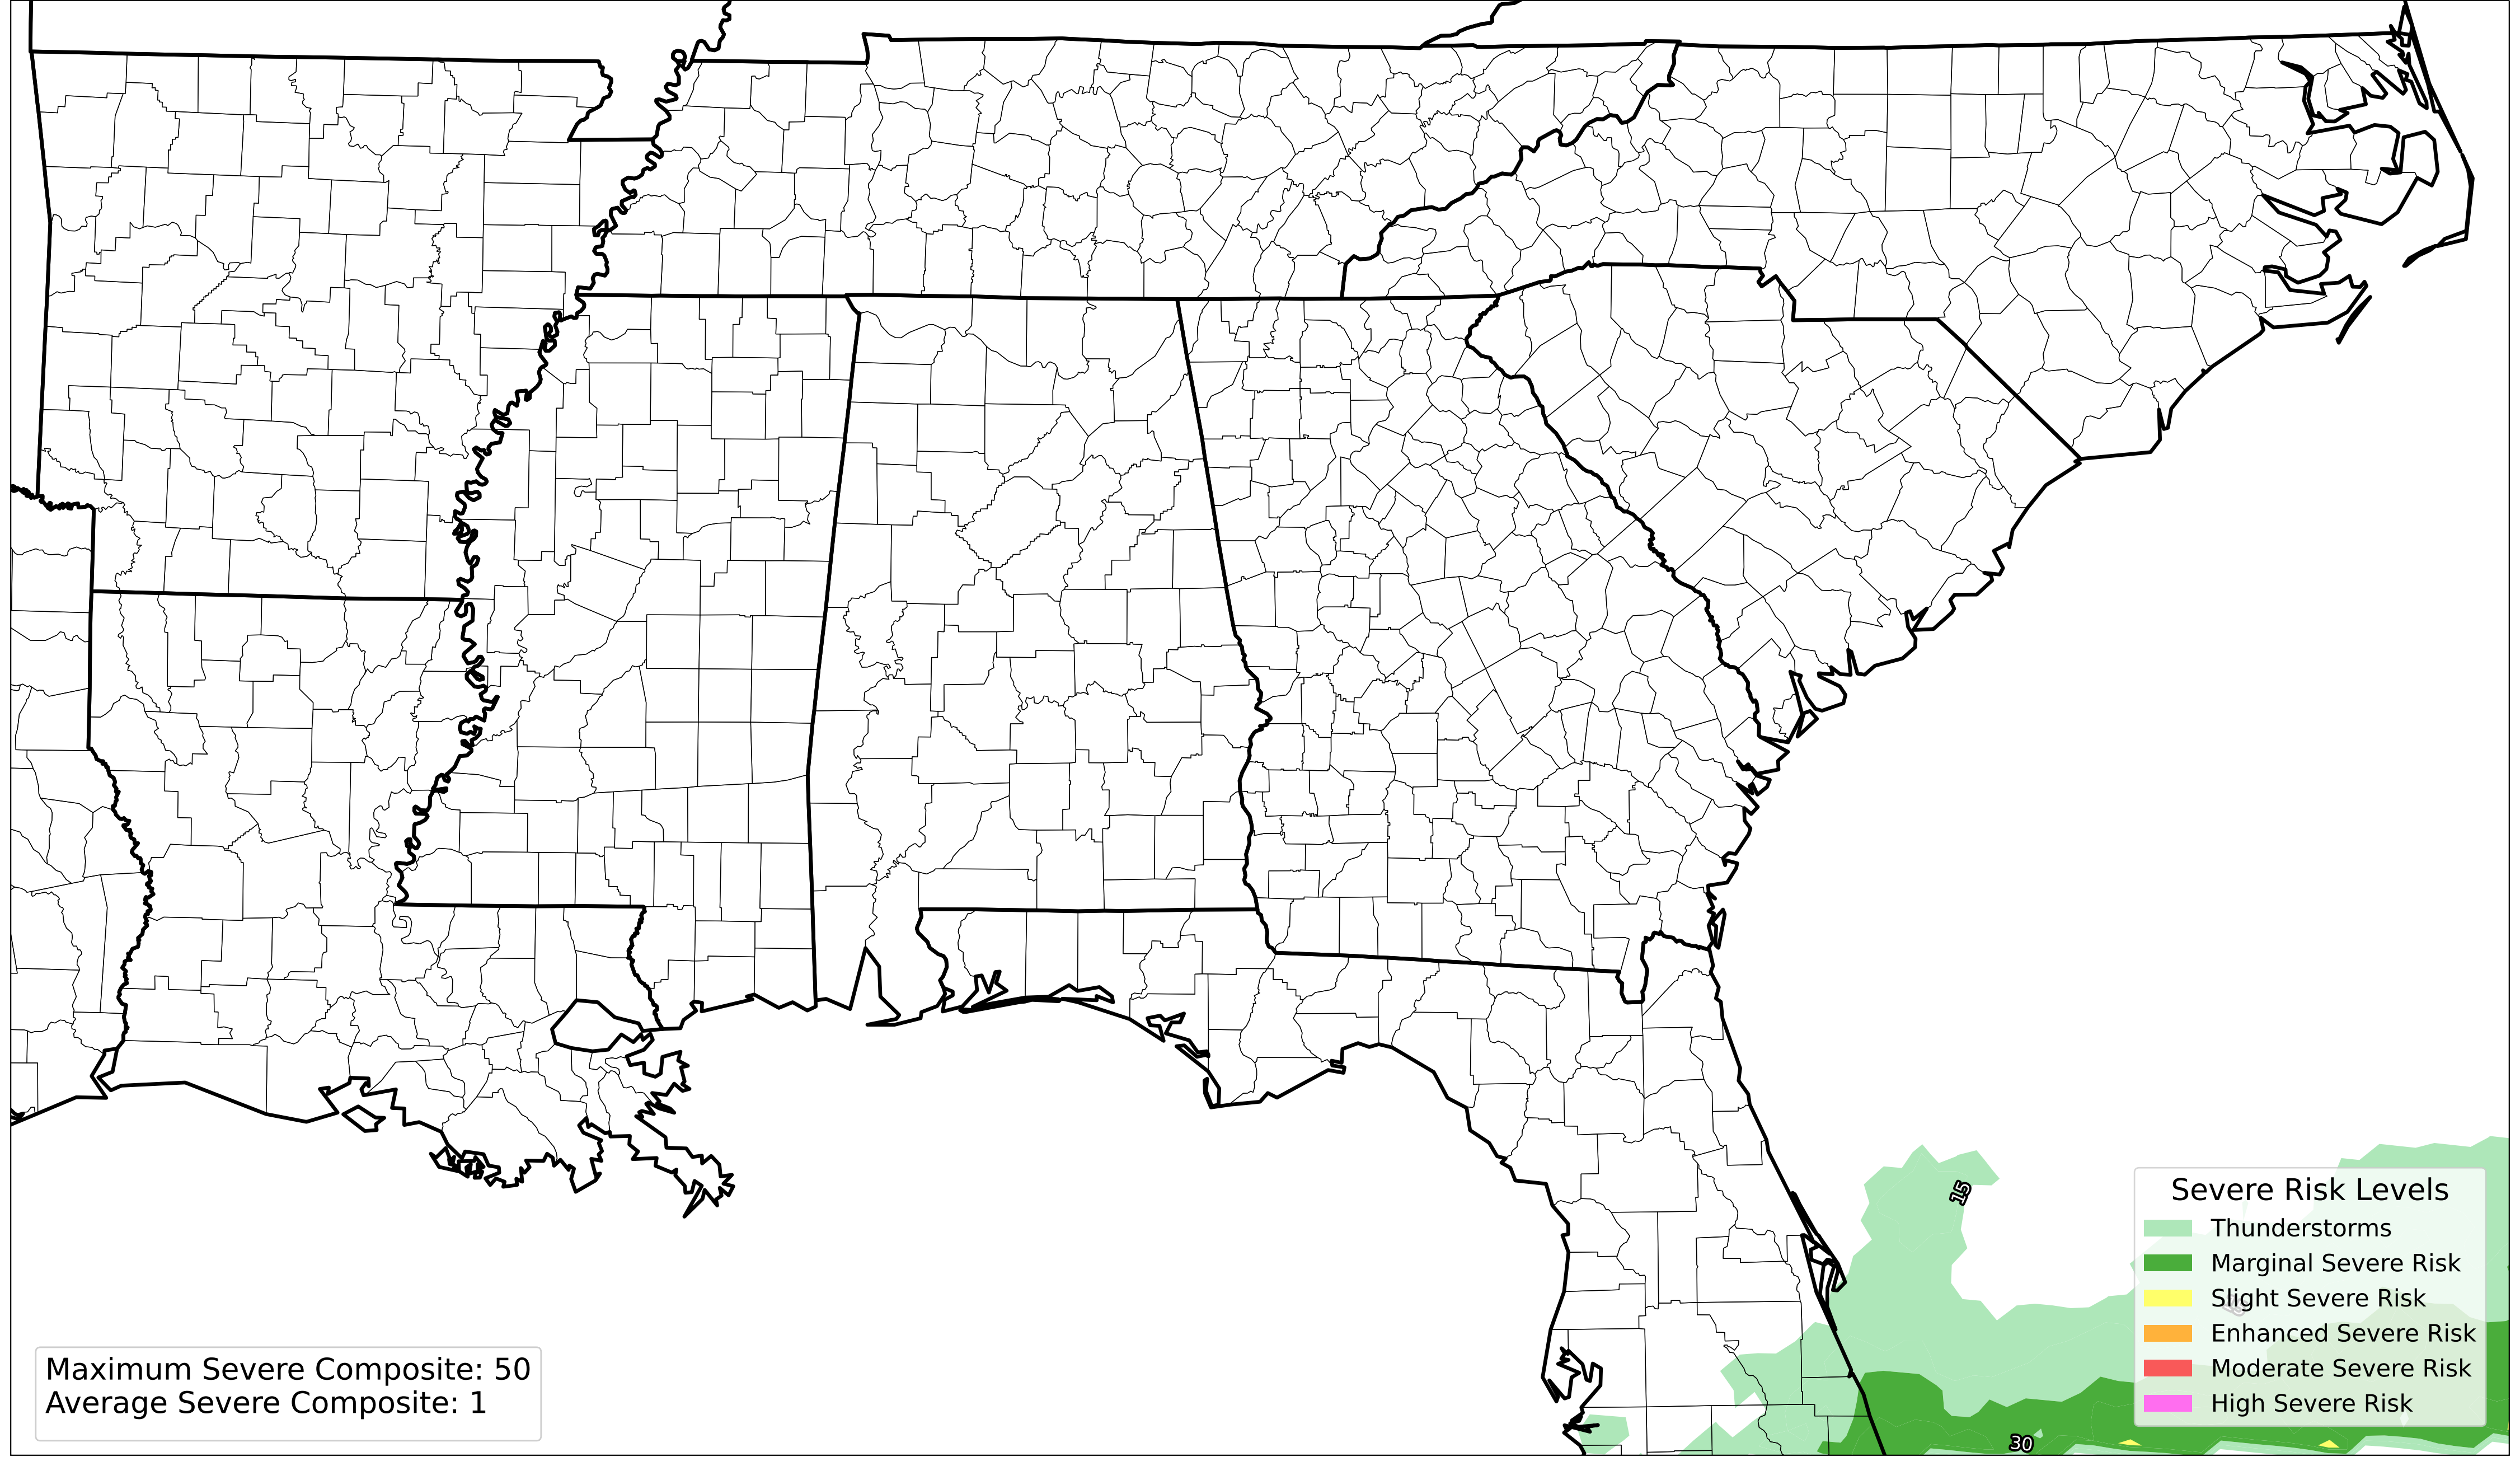 15
Severe Risk Levels
Thunderstorms
Marginal Severe Risk
Slight Severe Risk
Enhanced Severe Risk
Moderate Severe Risk
High Severe Risk
Maximum Severe Composite: 50
Average Severe Composite: 1
30